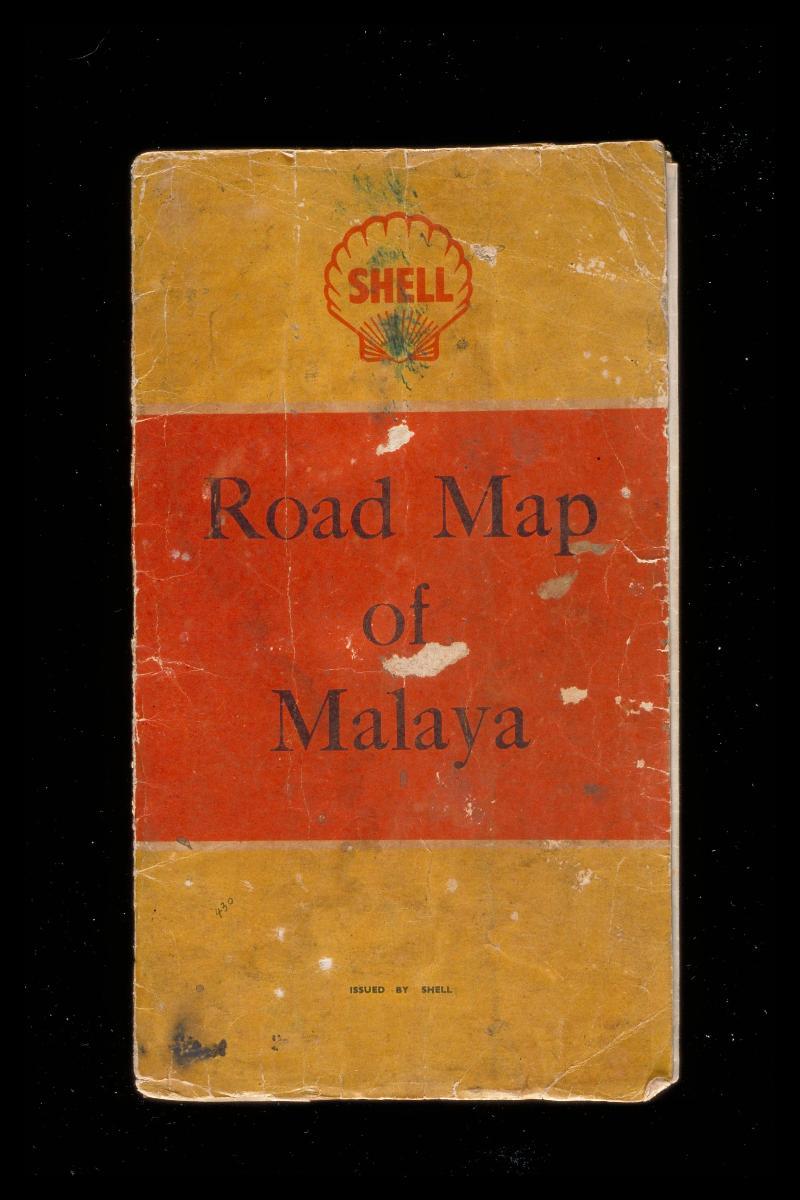 SHELL
Road Map
of
Malaya
430
ISSUED BY SHELL